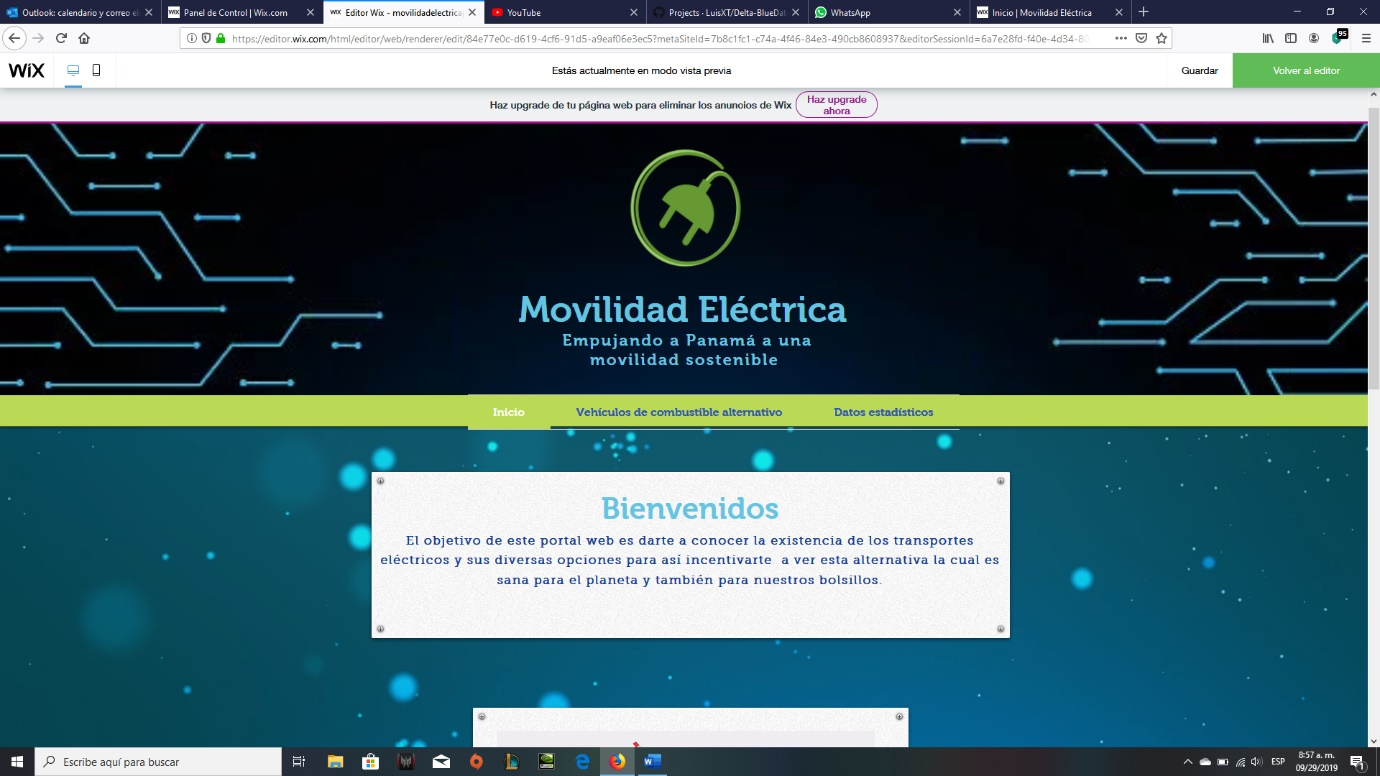 Outlook: calendario y correo el
Panel de Control | Wix.com
Editor Wix - movilidadelectrica
YouTube
Projects · LuisXT/Delta-BlueDat
WhatsApp
Inicio | Movilidad Eléctrica
https://editor.wix.com/html/editor/web/renderer/edit/84e77e0c-d619-4cf6-91d5-a9eaf06e3ec5?metaSiteId=7b8c1fc1-c74a-4f46-84e3-490cb8608937&editorSessionId=6a7e28fd-f40e-4d34-80
95
WiX
Estás actualmente en modo vista previa
Guardar
Volver al editor
Haz upgrade de tu página web para eliminar los anuncios de Wix
Haz upgrade
ahora
Movilidad Eléctrica
Empujando a Panamá a una
movilidad sostenible
Inicio
Vehículos de combustible alternativo
Datos estadísticos
Bienvenidos
El objetivo de este portal web es darte a conocer la existencia de los transportes
eléctricos y sus diversas opciones para así incentivarte a ver esta alternativa la cual es
sana para el planeta y también para nuestros bolsillos.
Escribe aquí para buscar
ESP
8:57 a. m.
09/29/2019
1